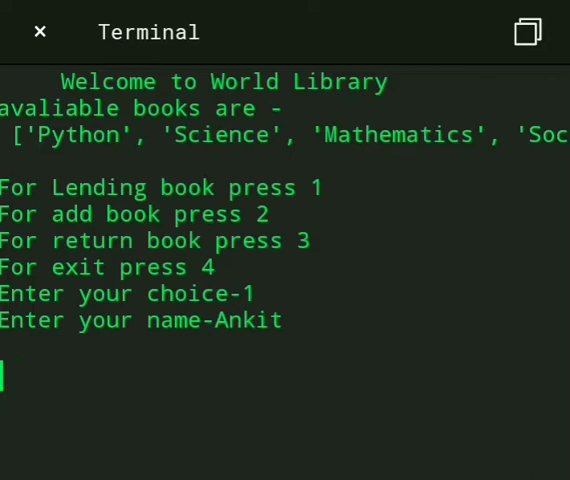 × Terminal
Welcome to World Library
avaliable books are -
['Python', 'Science', 'Mathematics', 'Soc
For Lending book press 1
For add book press 2
For return book press 3
For exit press 4
Enter your choice-1
Enter your name-Ankit